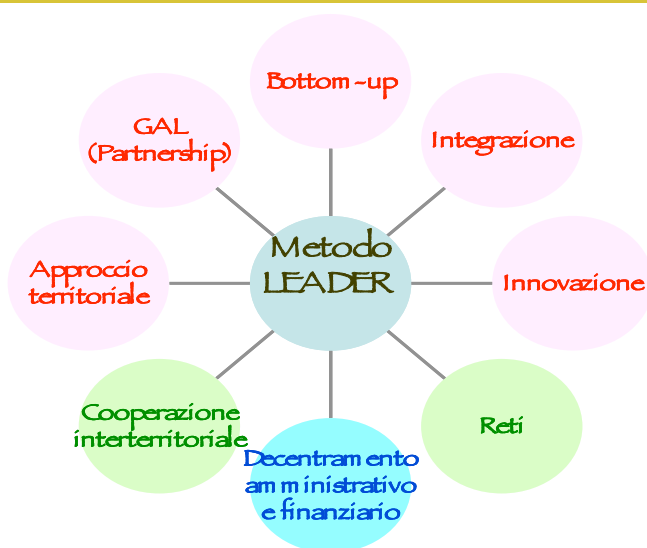 Bottom-up
GAL
(Partnership)
Integrazione
Metodo
LEADER
Approccio
territoriale
Innovazione
Cooperazione
interterritoriale
Reti
Decentramento
amministrativo
e finanziario